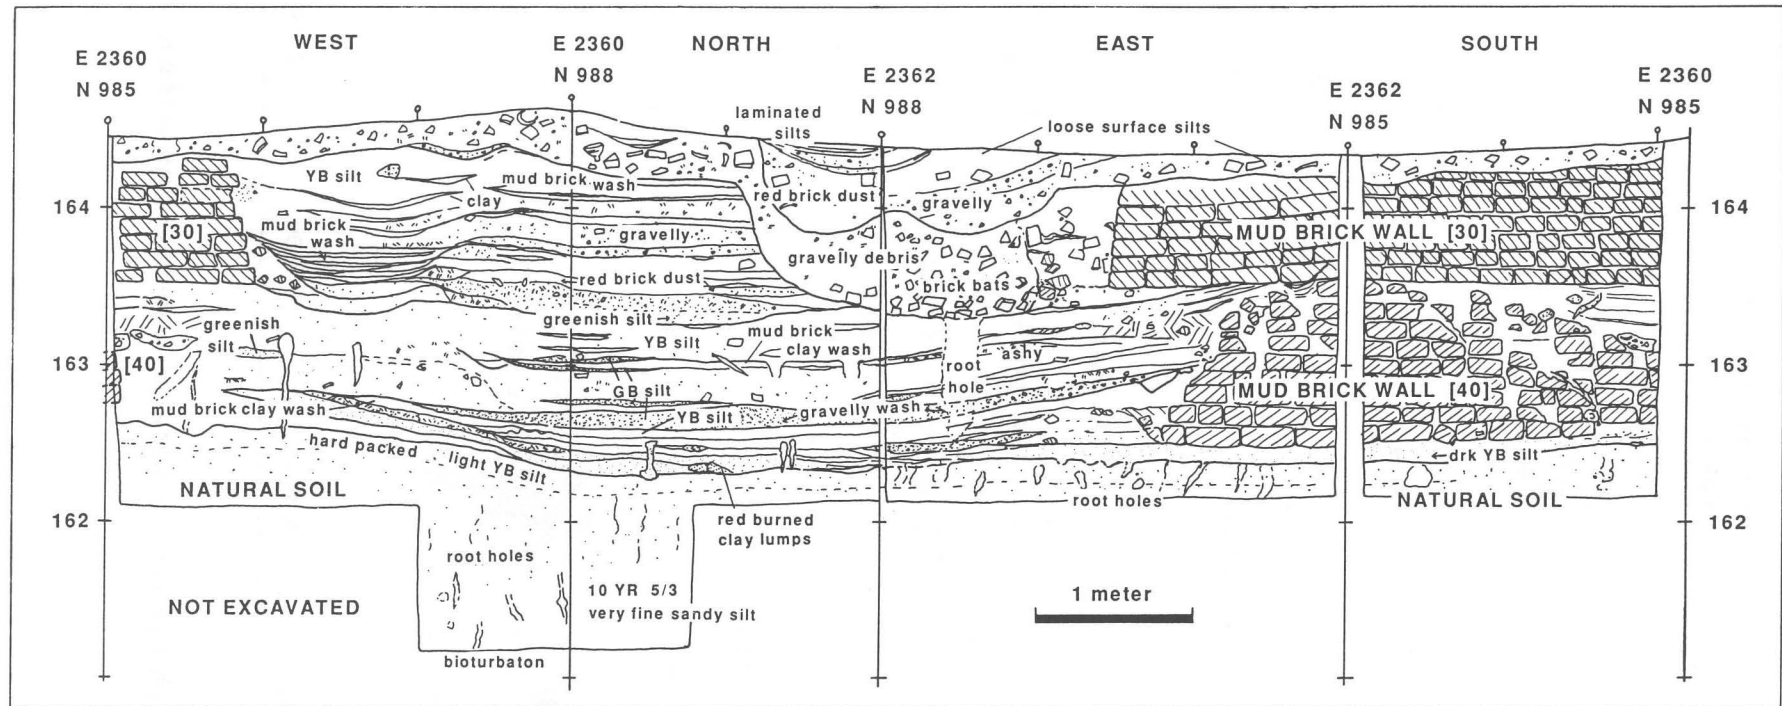 WEST
NORTH
EAST
SOUTH
E 2360
N 985
E 2360
N 988
E 2362
N 988
E 2362
N 985
E 2360
N 985
laminated
silts
loose surface silts
YB silt
mud brick wash
clay
red brick dust
gravelly
164
164
[30]
mud brick
wash
gravelly
MUD BRICK WALL [30]
gravelly debris
red brick dust
brick bats
greenish silt
greenish
silt
mud brick
clay wash
YB silt
ashy
163
163
[40]
root
hole
GB silt
MUD BRICK WALL [40]
mud brick clay wash
YB silt
gravelly wash
hard packed
light YB silt
drk YB silt
NATURAL SOIL
root holes
NATURAL SOIL
162
162
red burned
clay lumps
root holes
10 YR 5/3
very fine sandy silt
1 meter
NOT EXCAVATED
bioturbaton